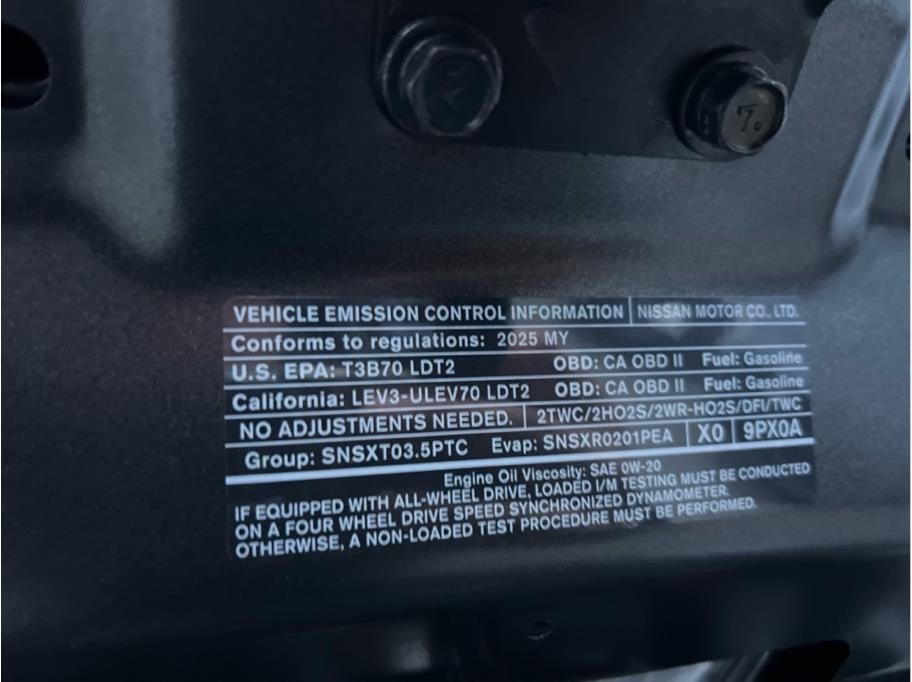 7.
VEHICLE EMISSION CONTROL INFORMATION NISSAN MOTOR CO., LTD.
Conforms to regulations: 2025 MY
U.S. EPA: T3B70 LDT2 OBD: CA OBD II Fuel: Gasoline
California: LEV3-ULEV70 LDT2 OBD: CA OBD II Fuel: Gasoline
NO ADJUSTMENTS NEEDED. 2TWC/2HO2S/2WR-HO2S/DFI/TWC
Group: SNSXT03.5PTC Evap: SNSXR0201PEA X0 9PX0A
Engine Oil Viscosity: SAE 0W-20
IF EQUIPPED WITH ALL-WHEEL DRIVE, LOADED I/M TESTING MUST BE CONDUCTED
ON A FOUR WHEEL DRIVE SPEED SYNCHRONIZED DYNAMOMETER.
OTHERWISE, A NON-LOADED TEST PROCEDURE MUST BE PERFORMED.